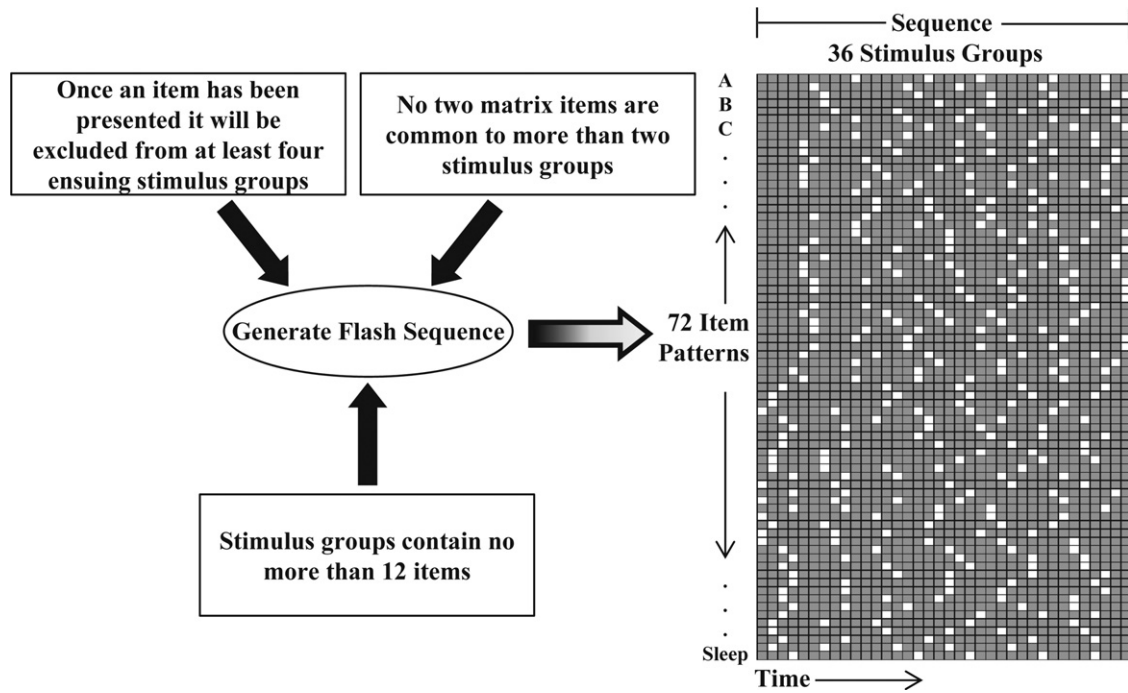 Once an item has been
presented it will be
excluded from at least four
ensuing stimulus groups
No two matrix items are
common to more than two
stimulus groups
Generate Flash Sequence
Stimulus groups contain no
more than 12 items
Sequence
36 Stimulus Groups
A
B
C
.
.
.
72 Item
Patterns
.
.
.
Sleep
Time